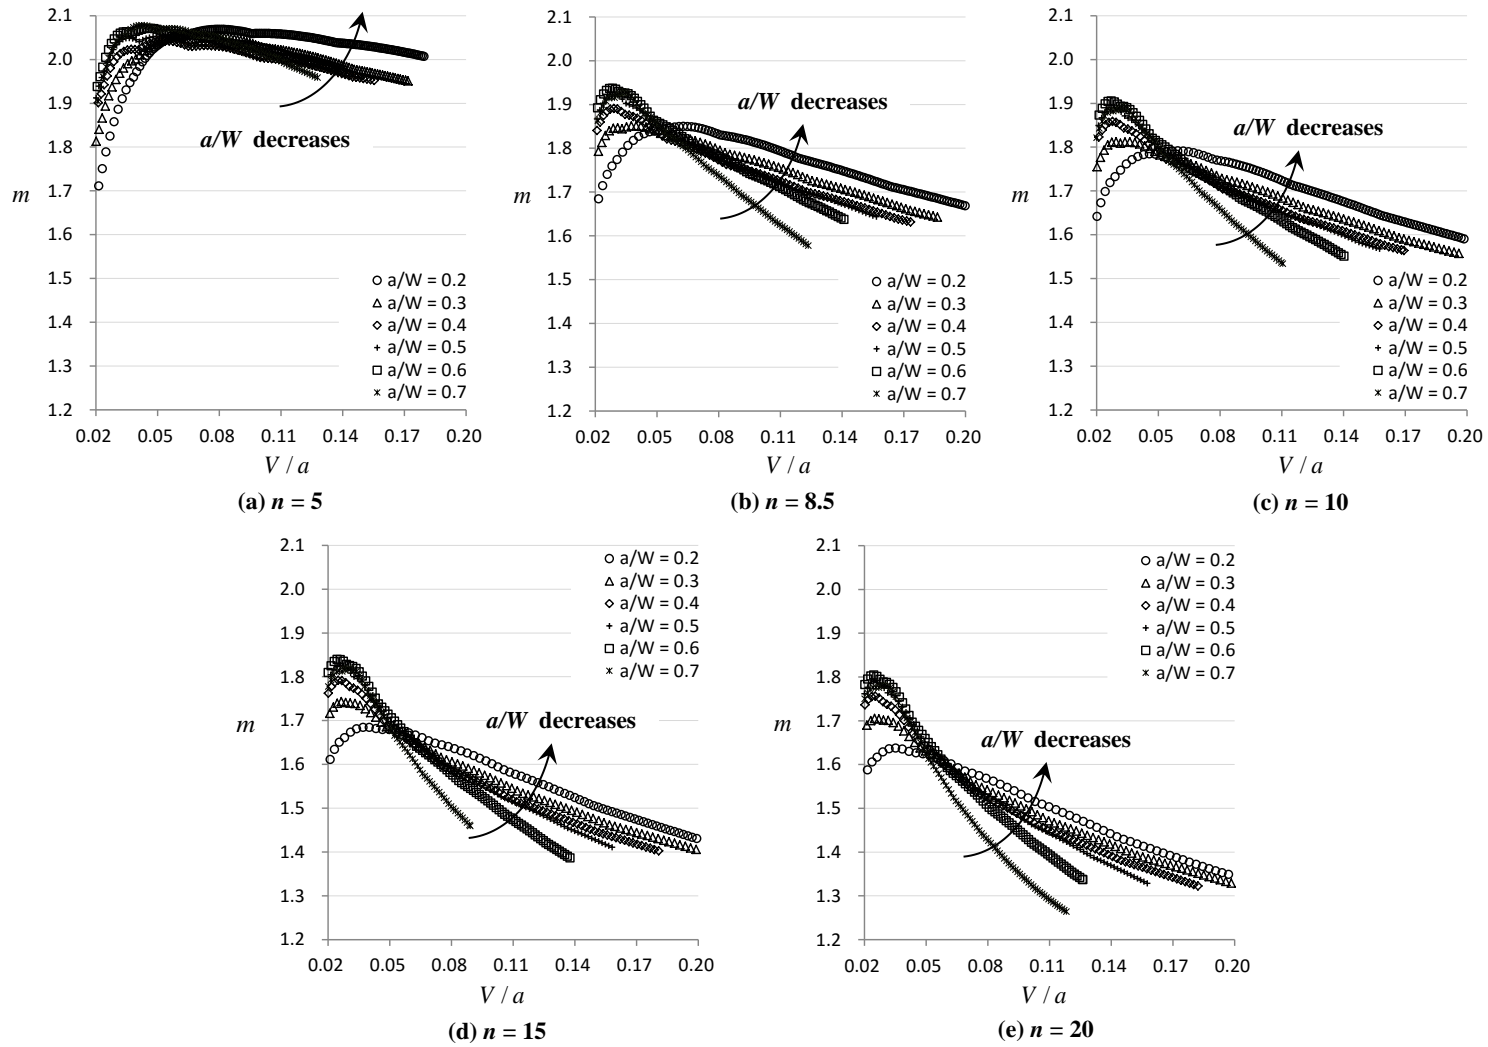 2.1
2.0
1.9
1.8
1.7
1.6
1.5
1.4
1.3
1.2
m
a/W decreases
a/W = 0.2
a/W = 0.3
a/W = 0.4
a/W = 0.5
a/W = 0.6
a/W = 0.7
0.02 0.05 0.08 0.11 0.14 0.17 0.20
V / a
(a) n = 5
2.1
2.0
1.9
1.8
1.7
1.6
1.5
1.4
1.3
1.2
m
a/W decreases
a/W = 0.2
a/W = 0.3
a/W = 0.4
a/W = 0.5
a/W = 0.6
a/W = 0.7
0.02 0.05 0.08 0.11 0.14 0.17 0.20
V / a
(b) n = 8.5
2.1
2.0
1.9
1.8
1.7
1.6
1.5
1.4
1.3
1.2
m
a/W decreases
a/W = 0.2
a/W = 0.3
a/W = 0.4
a/W = 0.5
a/W = 0.6
a/W = 0.7
0.02 0.05 0.08 0.11 0.14 0.17 0.20
V / a
(c) n = 10
2.1
2.0
1.9
1.8
1.7
1.6
1.5
1.4
1.3
1.2
m
a/W = 0.2
a/W = 0.3
a/W = 0.4
a/W = 0.5
a/W = 0.6
a/W = 0.7
a/W decreases
0.02 0.05 0.08 0.11 0.14 0.17 0.20
V / a
(d) n = 15
2.1
2.0
1.9
1.8
1.7
1.6
1.5
1.4
1.3
1.2
m
a/W = 0.2
a/W = 0.3
a/W = 0.4
a/W = 0.5
a/W = 0.6
a/W = 0.7
a/W decreases
0.02 0.05 0.08 0.11 0.14 0.17 0.20
V / a
(e) n = 20